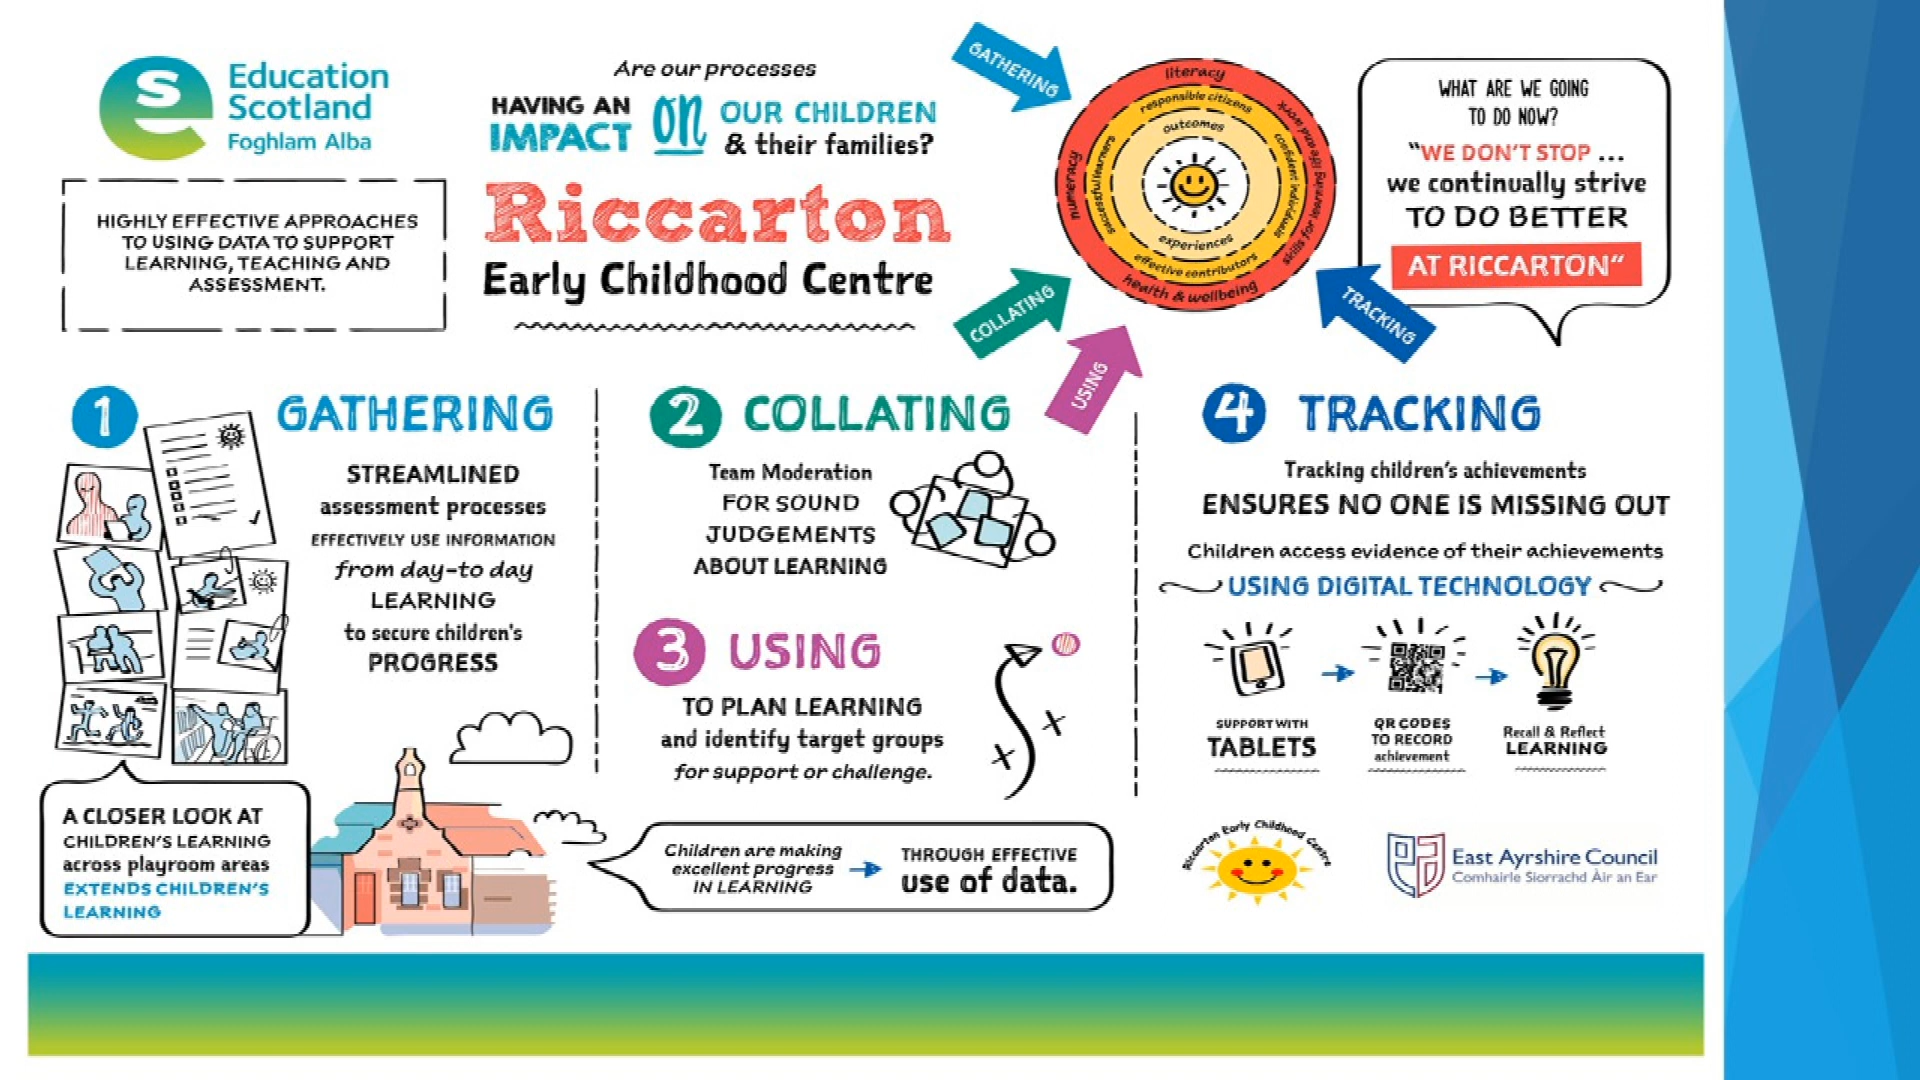 Education
Scotland
Foghlam Alba
HIGHLY EFFECTIVE APPROACHES
TO USING DATA TO SUPPORT
LEARNING, TEACHING AND
ASSESSMENT.
Are our processes
HAVING AN
IMPACT
on
OUR CHILDREN
& their families?
Riccarton
Early Childhood Centre
GATHERING
COLLATING
USING
TRACKING
literacy
responsible citizens
outcomes
numeracy
successful learners
confident individuals
skills for learning life and work
experiences
effective contributors
health & wellbeing
WHAT ARE WE GOING
TO DO NOW?
"WE DON'T STOP ...
we continually strive
TO DO BETTER
AT RICCARTON"
1 GATHERING
STREAMLINED
assessment processes
EFFECTIVELY USE INFORMATION
from day-to day
LEARNING
to secure children's
PROGRESS
A CLOSER LOOK AT
CHILDREN'S LEARNING
across playroom areas
EXTENDS CHILDREN'S
LEARNING
2 COLLATING
Team Moderation
FOR SOUND
JUDGEMENTS
ABOUT LEARNING
3 USING
TO PLAN LEARNING
and identify target groups
for support or challenge.
Children are making
excellent progress
IN LEARNING
THROUGH EFFECTIVE
use of data.
4 TRACKING
Tracking children's achievements
ENSURES NO ONE IS MISSING OUT
Children access evidence of their achievements
USING DIGITAL TECHNOLOGY
SUPPORT WITH
TABLETS
QR CODES
TO RECORD
achievement
Recall & Reflect
LEARNING
Riccarton Early Childhood Centre
East Ayrshire Council
Comhairle Siorrachd Àir an Ear